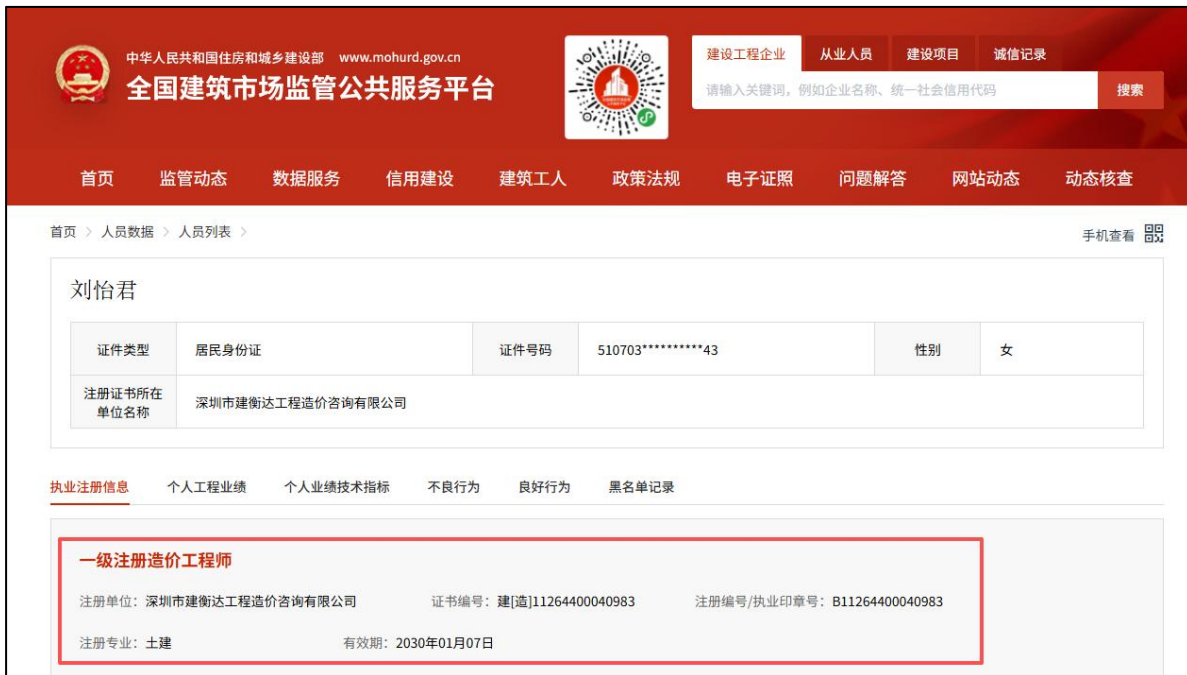 中华人民共和国住房和城乡建设部 www.mohurd.gov.cn
全国建筑市场监管公共服务平台
建设工程企业 从业人员 建设项目 诚信记录
请输入关键词，例如企业名称、统一社会信用代码 搜索
首页 监管动态 数据服务 信用建设 建筑工人 政策法规 电子证照 问题解答 网站动态 动态核查
首页 > 人员数据 > 人员列表 > 手机查看
刘怡君
证件类型 居民身份证 证件号码 510703**********43 性别 女
注册证书所在
单位名称 深圳市建衡达工程造价咨询有限公司
执业注册信息 个人工程业绩 个人业绩技术指标 不良行为 良好行为 黑名单记录
一级注册造价工程师
注册单位：深圳市建衡达工程造价咨询有限公司 证书编号：建[造]11264400040983 注册编号/执业印章号：B11264400040983
注册专业：土建 有效期：2030年01月07日